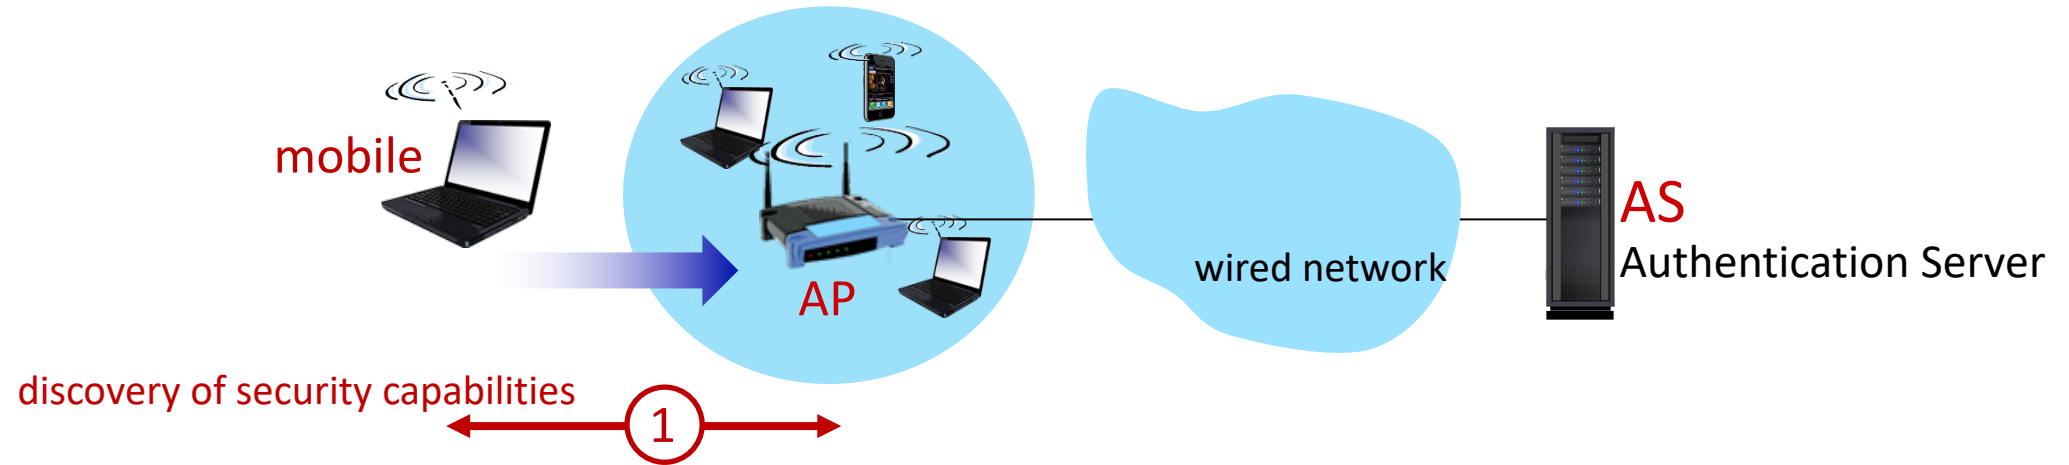 mobile
AP
wired network
AS
Authentication Server
discovery of security capabilities
1